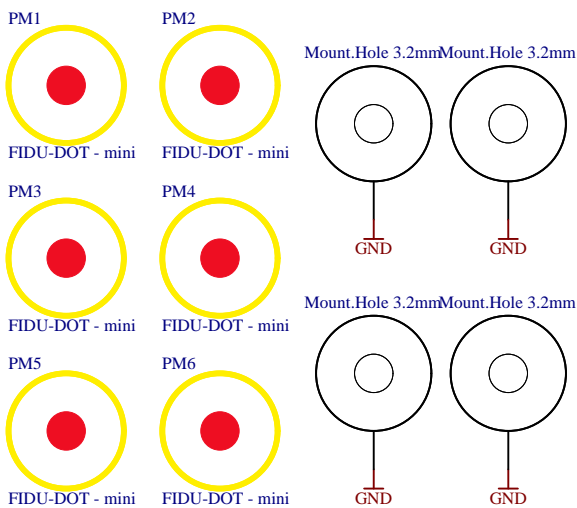 PM1
PM2
Mount.Hole 3.2mm
Mount.Hole 3.2mm
FIDU-DOT - mini
FIDU-DOT - mini
PM3
PM4
GND
GND
Mount.Hole 3.2mm
Mount.Hole 3.2mm
FIDU-DOT - mini
FIDU-DOT - mini
PM5
PM6
FIDU-DOT - mini
FIDU-DOT - mini
GND
GND